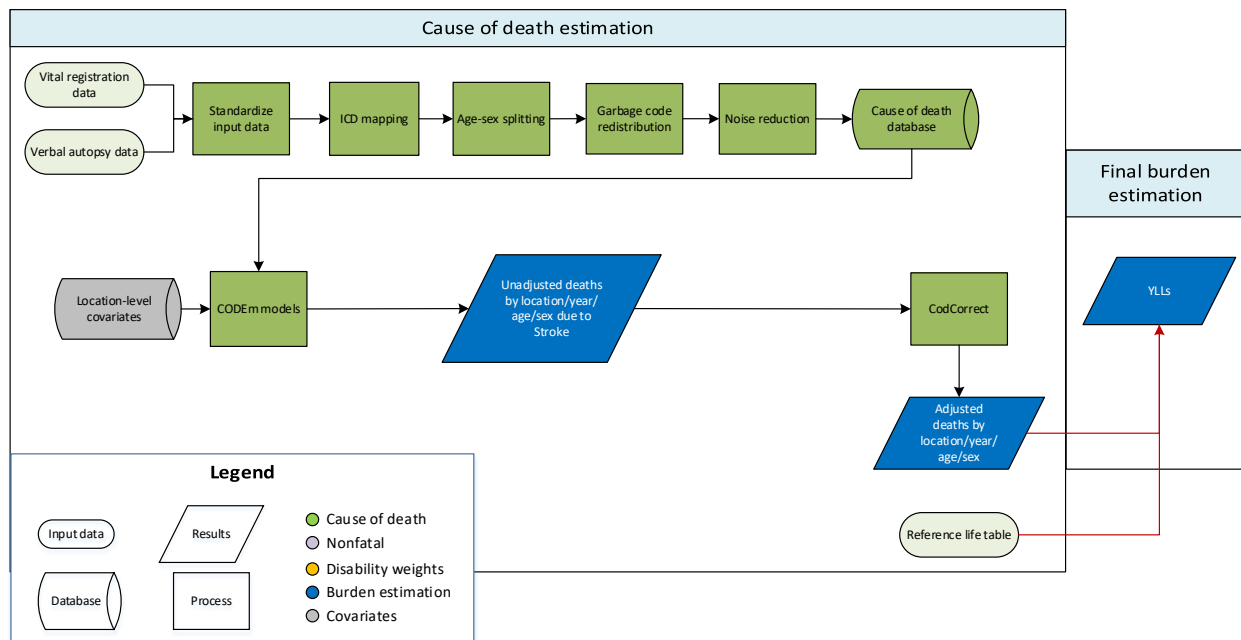 Cause of death estimation
Vital registration
data
Verbal autopsy data
Standardize
input data
ICD mapping
Age-sex splitting
Garbage code
redistribution
Noise reduction
Cause of death
database
Final burden
estimation
Location-level
covariates
CODEm models
Unadjusted deaths
by location/year/
age/sex due to
Stroke
CodCorrect
YLLs
Adjusted
deaths by
location/year/
age/sex
Reference life table
Legend
Input data
Results
Database
Process
Cause of death
Nonfatal
Disability weights
Burden estimation
Covariates